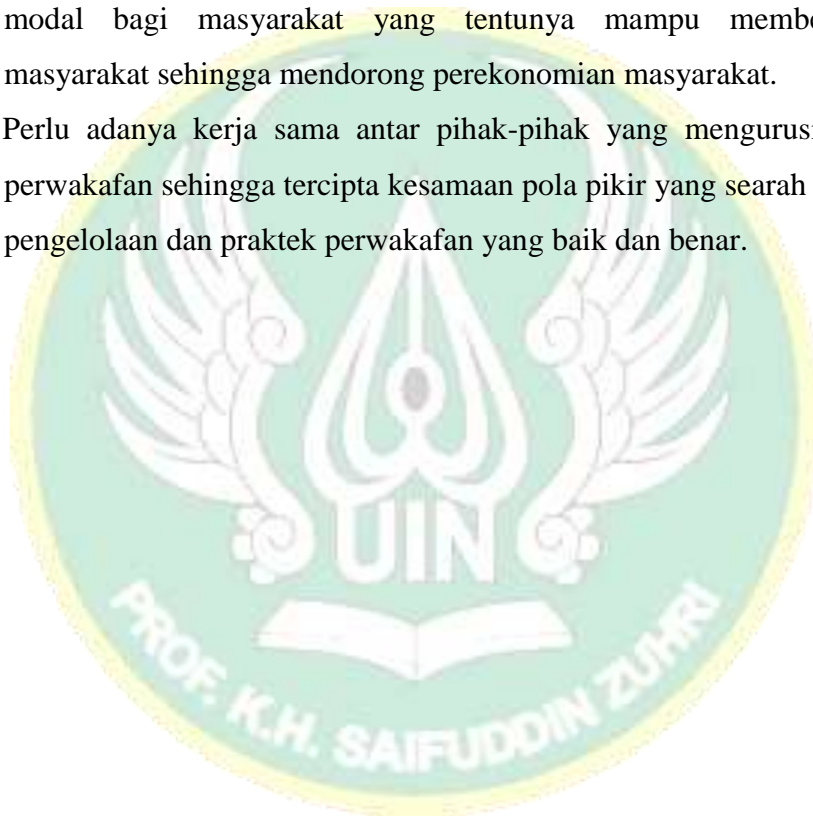 modal bagi masyarakat yang tentunya mampu membe
masyarakat sehingga mendorong perekonomian masyarakat.
Perlu adanya kerja sama antar pihak-pihak yang mengurus
perwakafan sehingga tercipta kesamaan pola pikir yang searah
pengelolaan dan praktek perwakafan yang baik dan benar.
UIN
PROF. K.H. SAIFUDDIN ZUHRI